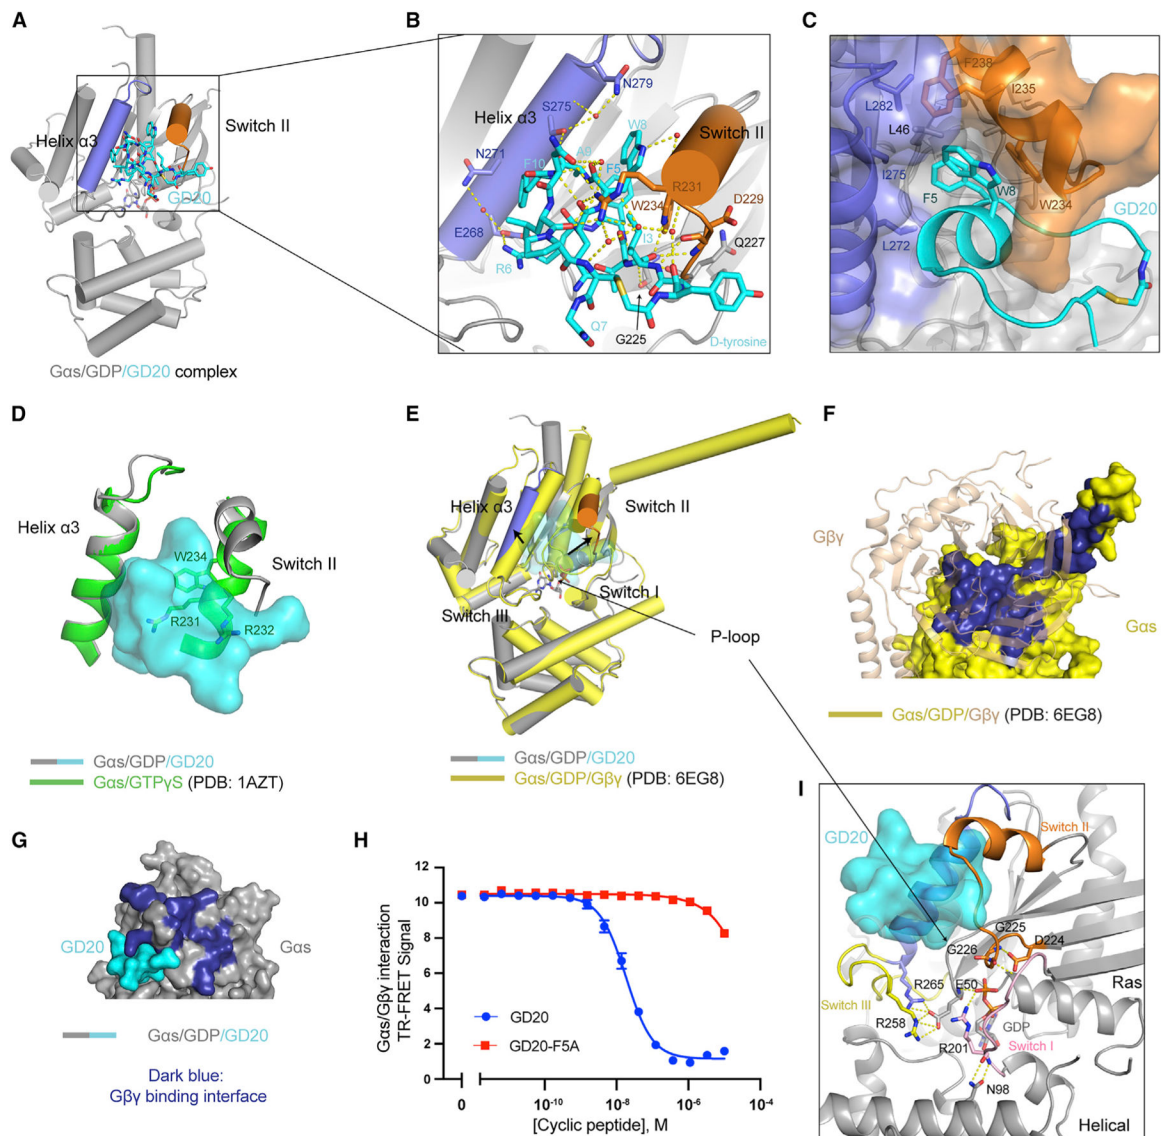 A
Helix α3
Switch II
GD20
Gαs/GDP/GD20 complex
B
N279
S275
Helix α3
W8
Switch II
N271
A9
F10
F5
R231
W234
D229
E268
I3
Q227
R6
Q7
G225
D-tyrosine
C
F238
I235
L282
L46
I275
F5
W8
W234
GD20
L272
D
Helix α3
W234
Switch II
R231
R232
Gαs/GDP/GD20
Gαs/GTPγS (PDB: 1AZT)
E
Helix α3
Switch II
Switch I
Switch III
P-loop
Gαs/GDP/GD20
Gαs/GDP/Gβγ (PDB: 6EG8)
F
Gβγ
Gαs
Gαs/GDP/Gβγ (PDB: 6EG8)
G
GD20
Gαs
Gαs/GDP/GD20
Dark blue:
Gβγ binding interface
H
Gαs/Gβγ interaction
TR-FRET Signal
12
10
8
6
4
2
0
GD20
GD20-F5A
0
10-10
10-8
10-6
10-4
[Cyclic peptide], M
I
GD20
Switch II
G225
D224
G226
R265
E50
Ras
Switch III
R258
GDP
R201
Switch I
N98
Helical